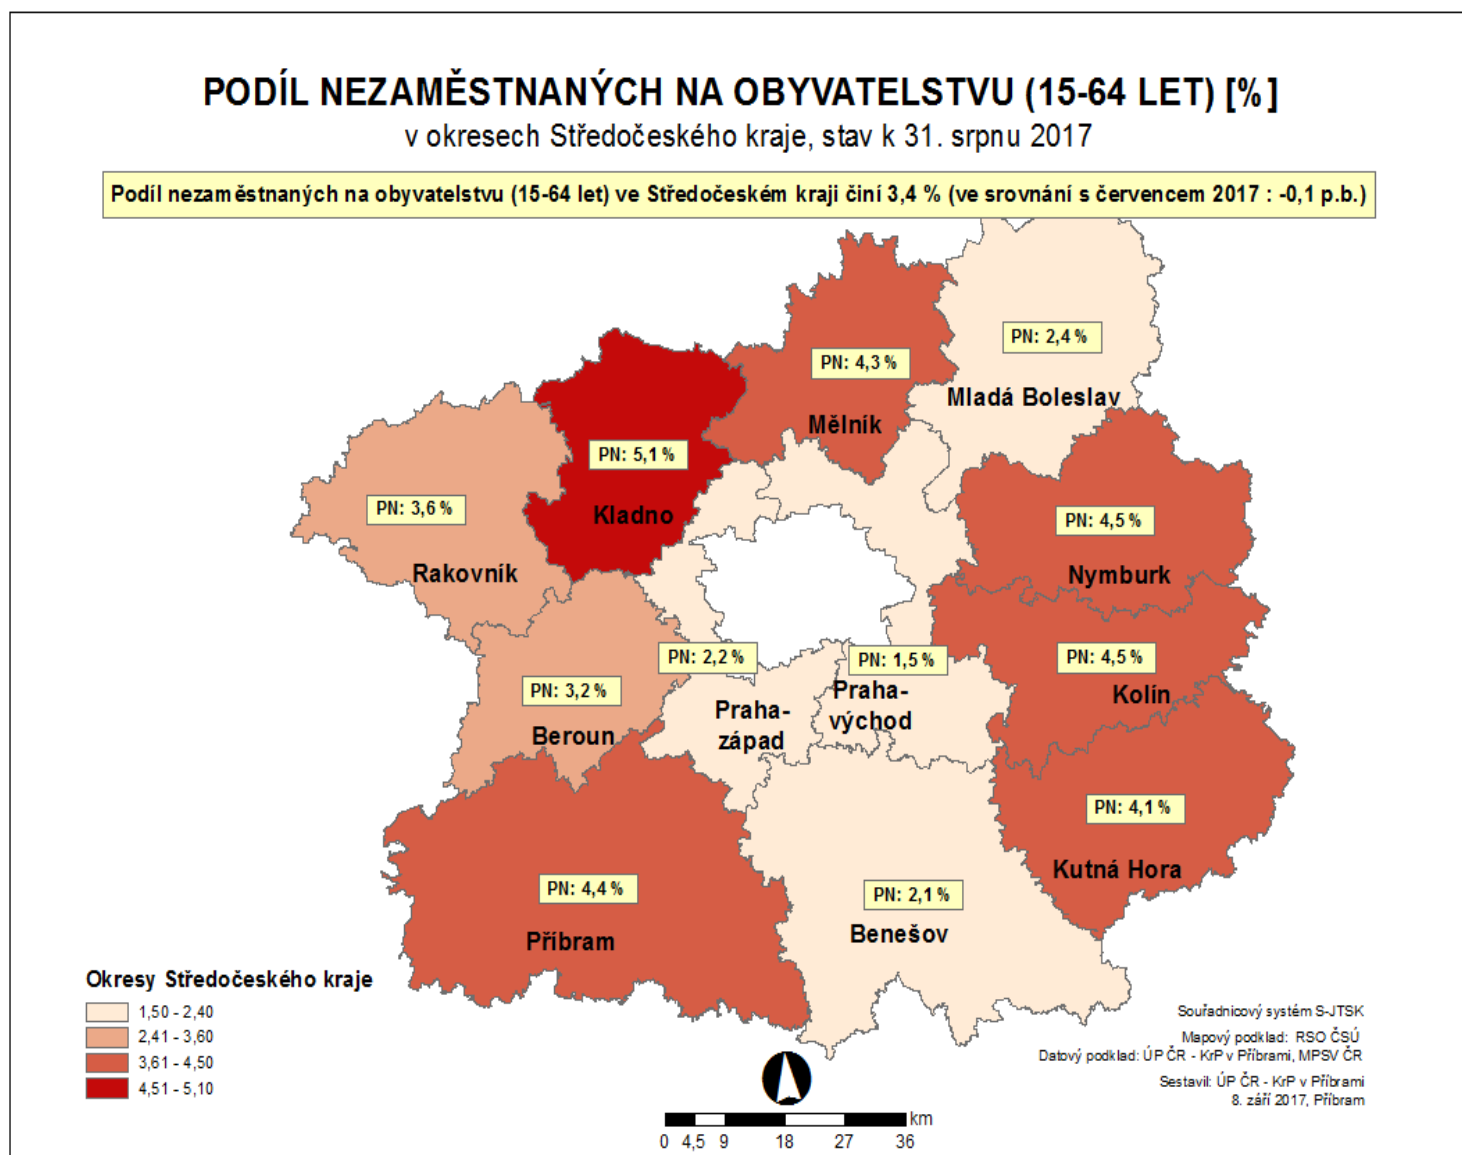 PODÍL NEZAMĚSTNANÝCH NA OBYVATELSTVU (15-64 LET) [%]
v okresech Středočeského kraje, stav k 31. srpnu 2017
Podíl nezaměstnaných na obyvatelstvu (15-64 let) ve Středočeském kraji činí 3,4 % (ve srovnání s červencem 2017 : -0,1 p.b.)
PN: 2,4 %
Mladá Boleslav
PN: 4,3 %
Mělník
PN: 5,1 %
Kladno
PN: 3,6 %
Rakovník
PN: 4,5 %
Nymburk
PN: 2,2 %
Praha-
západ
PN: 1,5 %
Praha-
východ
PN: 4,5 %
Kolín
PN: 3,2 %
Beroun
PN: 4,1 %
Kutná Hora
PN: 4,4 %
Příbram
PN: 2,1 %
Benešov
Okresy Středočeského kraje
1,50 - 2,40
2,41 - 3,60
3,61 - 4,50
4,51 - 5,10
Souřadnicový systém S-JTSK
Mapový podklad: RSO ČSÚ
Datový podklad: ÚP ČR - KrP v Příbrami, MPSV ČR
Sestavil: ÚP ČR - KrP v Příbrami
8. září 2017, Příbram
km
0 4,5 9 18 27 36